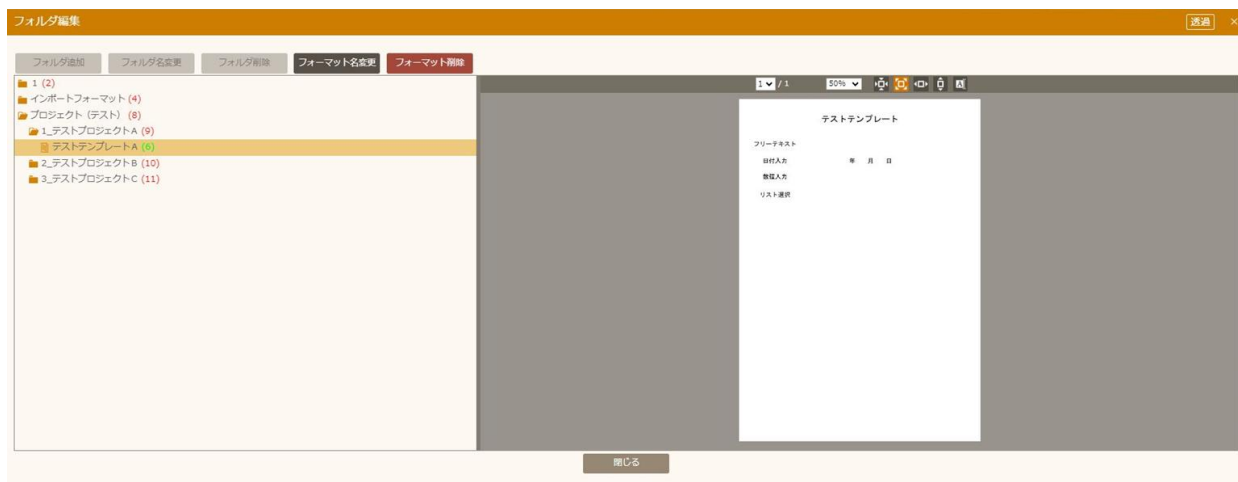 フォルダ編集 透過 ×
フォルダ追加 フォルダ名変更 フォルダ削除 フォーマット名変更 フォーマット削除
1 (2)
インポートフォーマット (4)
プロジェクト（テスト） (8)
1_テストプロジェクトA (9)
テストテンプレートA (6)
2_テストプロジェクトB (10)
3_テストプロジェクトC (11)
1 / 1 50%
テストテンプレート
フリーテキスト
日付入力 年 月 日
数値入力
リスト選択
閉じる